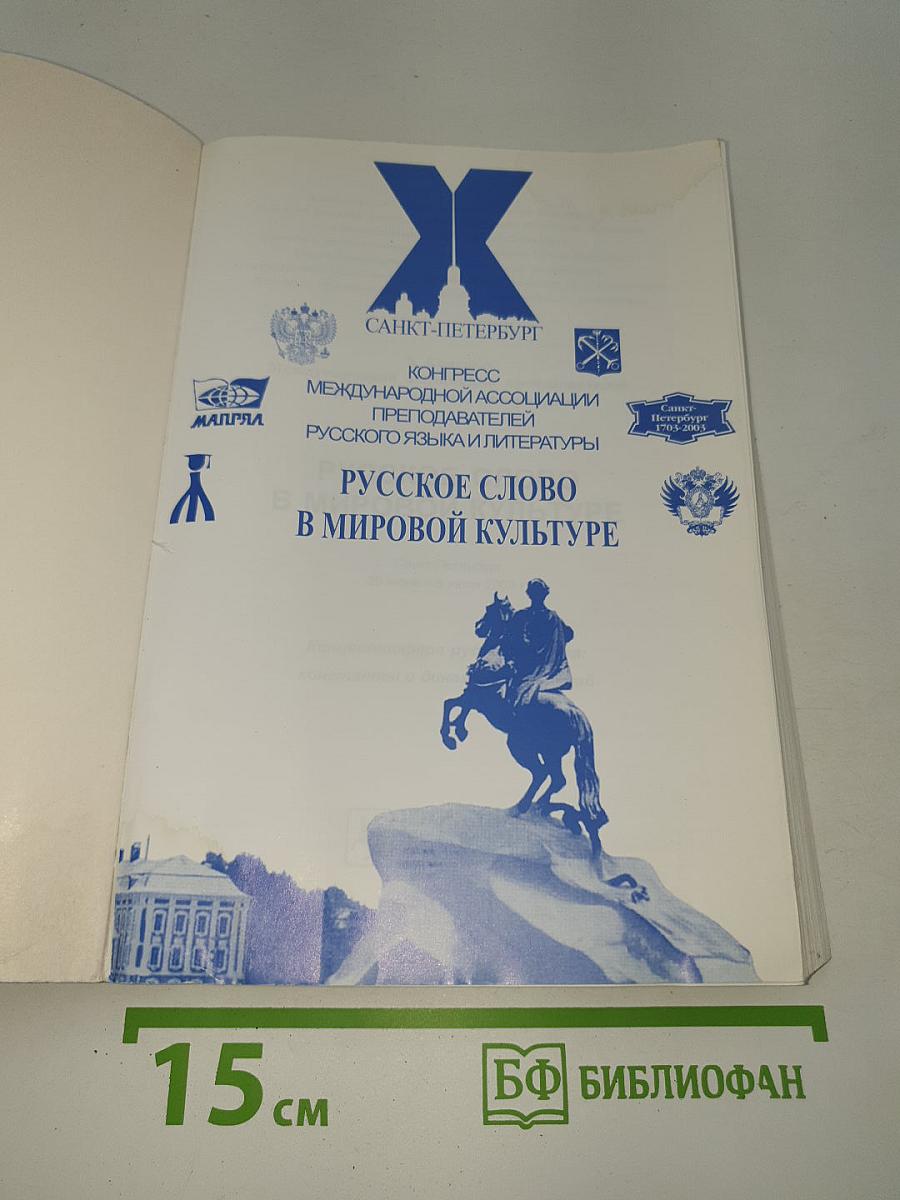 X
САНКТ-ПЕТЕРБУРГ
КОНГРЕСС
МЕЖДУНАРОДНОЙ АССОЦИАЦИИ
ПРЕПОДАВАТЕЛЕЙ
РУССКОГО ЯЗЫКА И ЛИТЕРАТУРЫ
МАПРЯЛ
Санкт-
Петербург
1703-2003
РУССКОЕ СЛОВО
В МИРОВОЙ КУЛЬТУРЕ
15 см
БФ БИБЛИОФАН